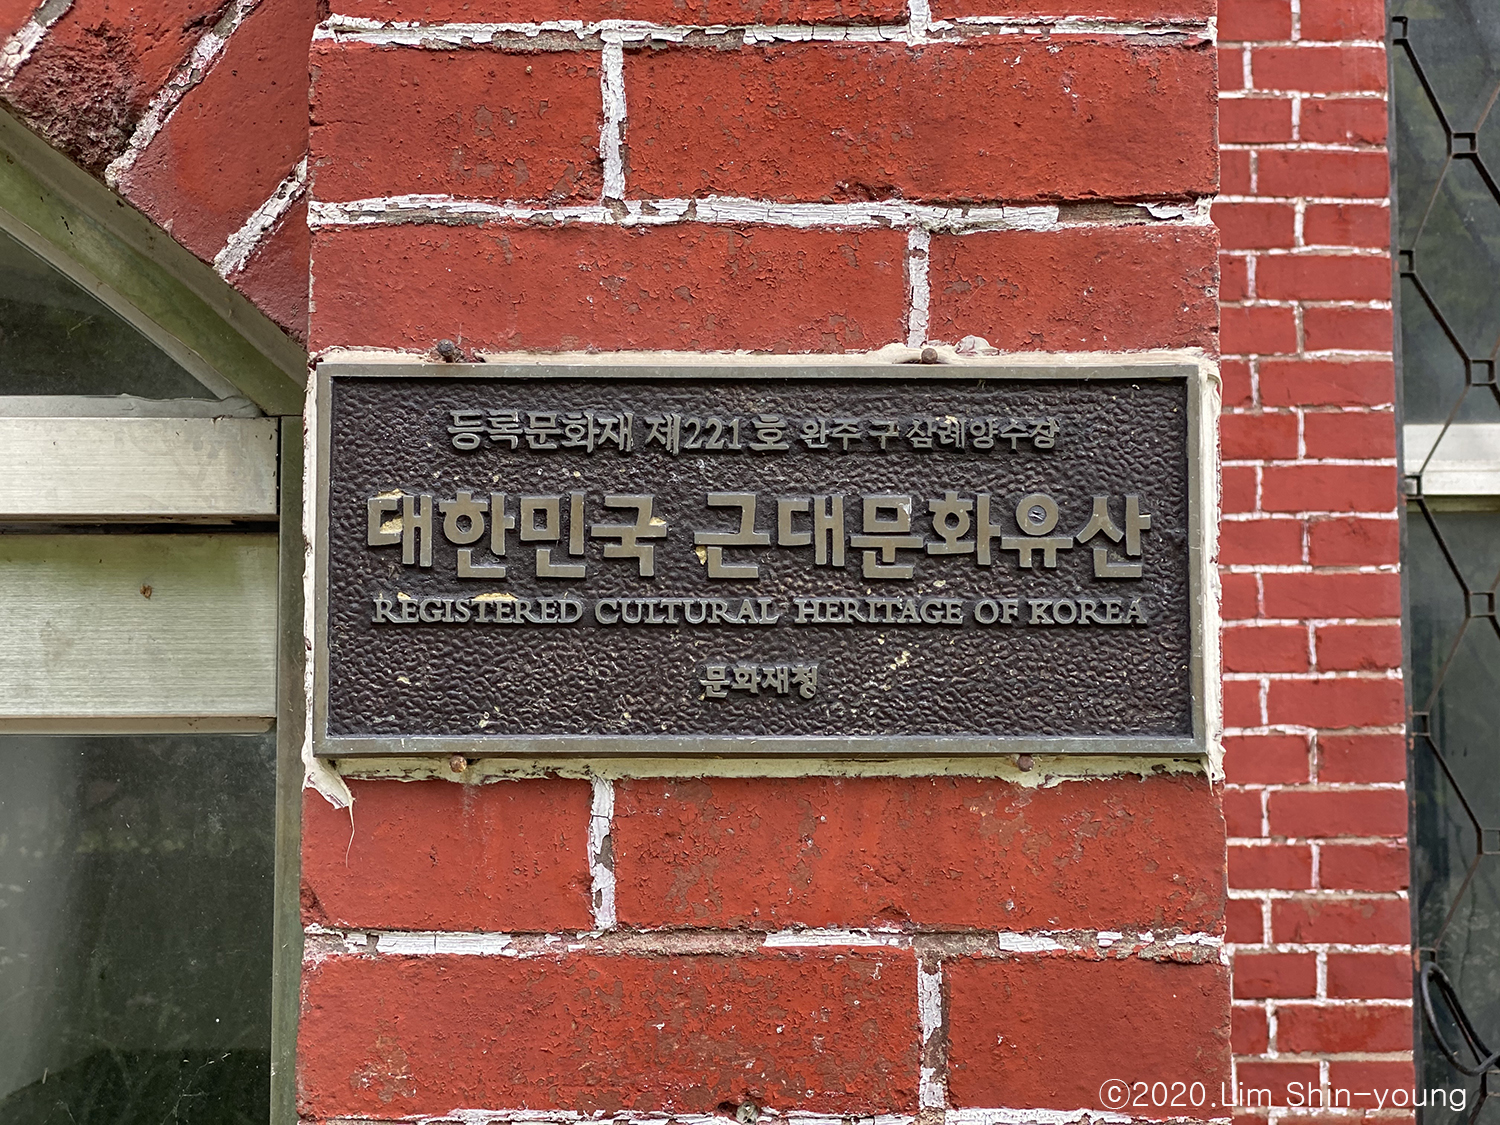 등록문화재 제221호 완주 구 삼례양수장
대한민국 근대문화유산
REGISTERED CULTURAL HERITAGE OF KOREA
문화재청
©2020.Lim Shin-young